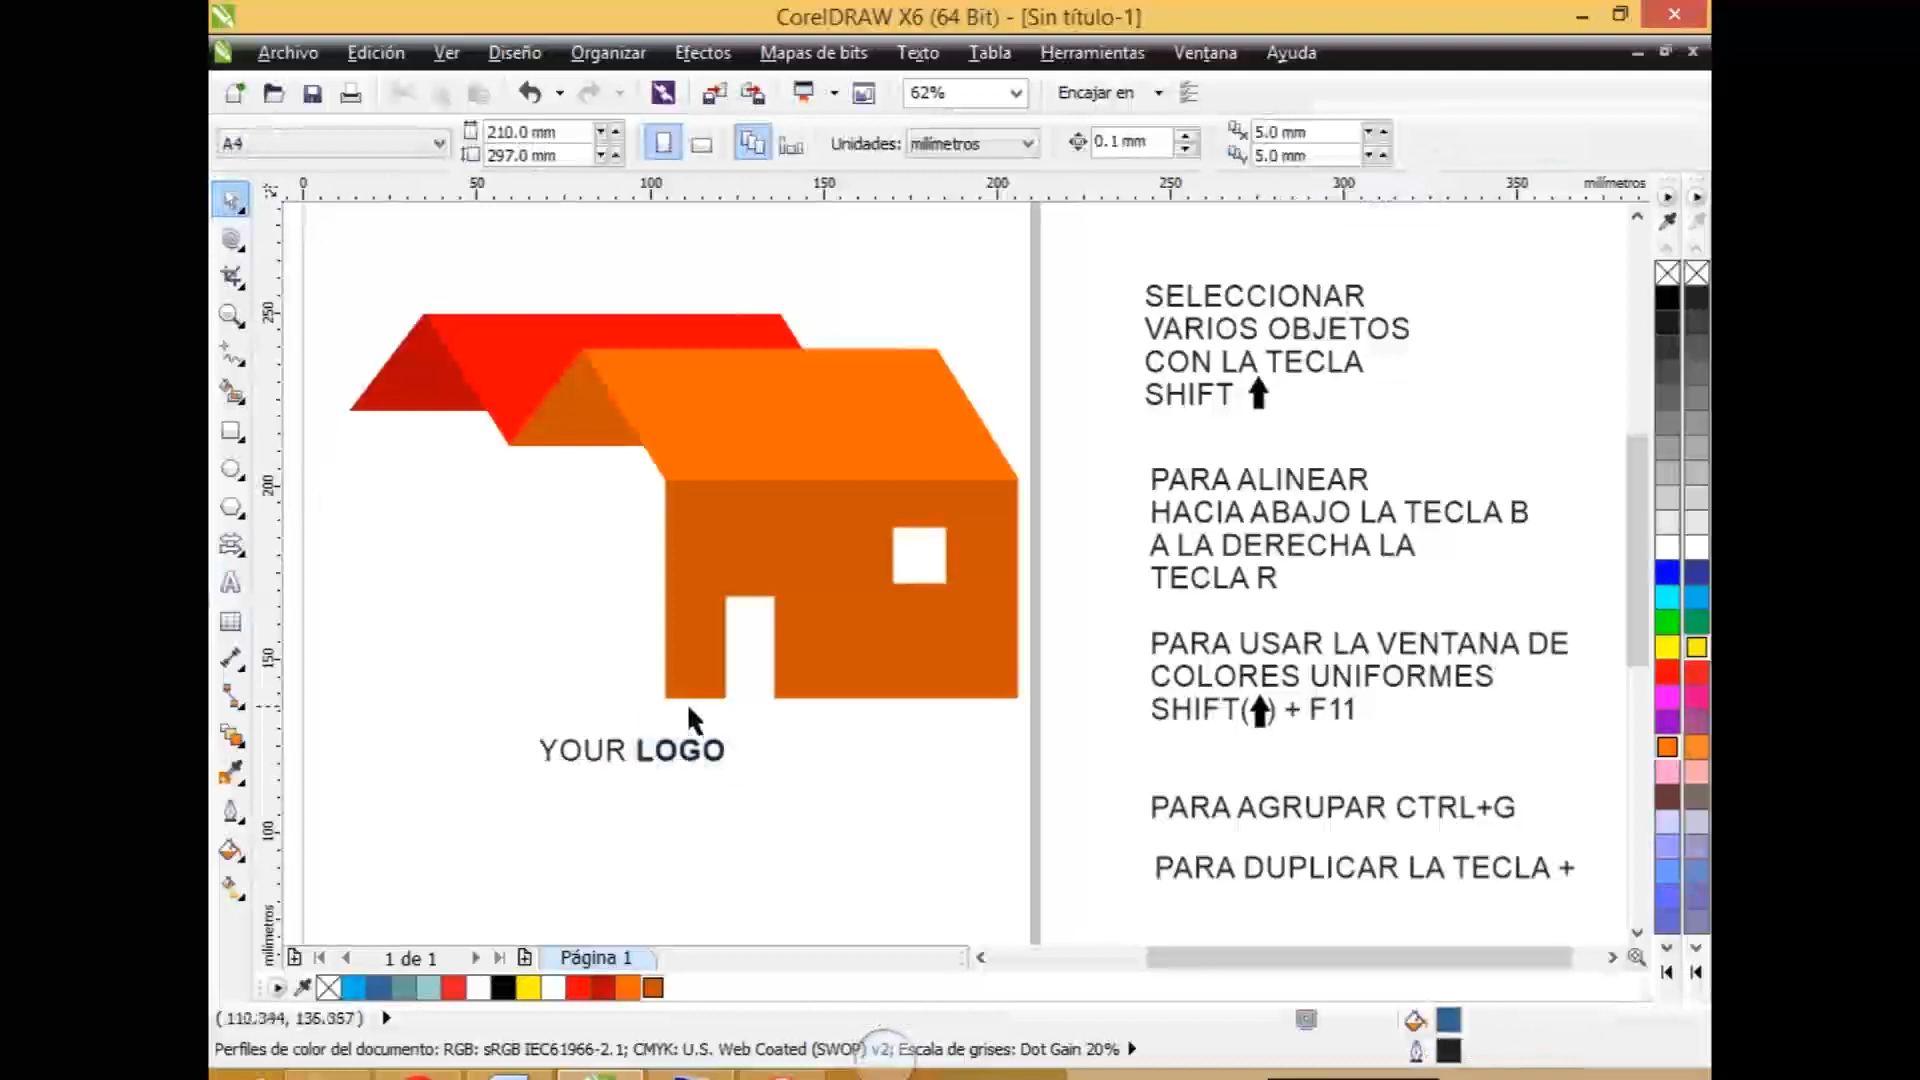 CorelDRAW X6 (64 Bit) - [Sin título-1]
Archivo Edición Ver Diseño Organizar Efectos Mapas de bits Texto Tabla Herramientas Ventana Ayuda
62% Encajar en
A4 210.0 mm 297.0 mm Unidades: milímetros 0.1 mm 5.0 mm 5.0 mm
0 50 100 150 200 250 300 350 milímetros
250
200
150
100
milímetros
SELECCIONAR
VARIOS OBJETOS
CON LA TECLA
SHIFT
PARA ALINEAR
HACIA ABAJO LA TECLA B
A LA DERECHA LA
TECLA R
PARA USAR LA VENTANA DE
COLORES UNIFORMES
SHIFT( ) + F11
YOUR LOGO
PARA AGRUPAR CTRL+G
PARA DUPLICAR LA TECLA +
1 de 1 Página 1
Perfiles de color del documento: RGB: sRGB IEC61966-2.1; CMYK: U.S. Web Coated (SWOP) v2; Escala de grises: Dot Gain 20%